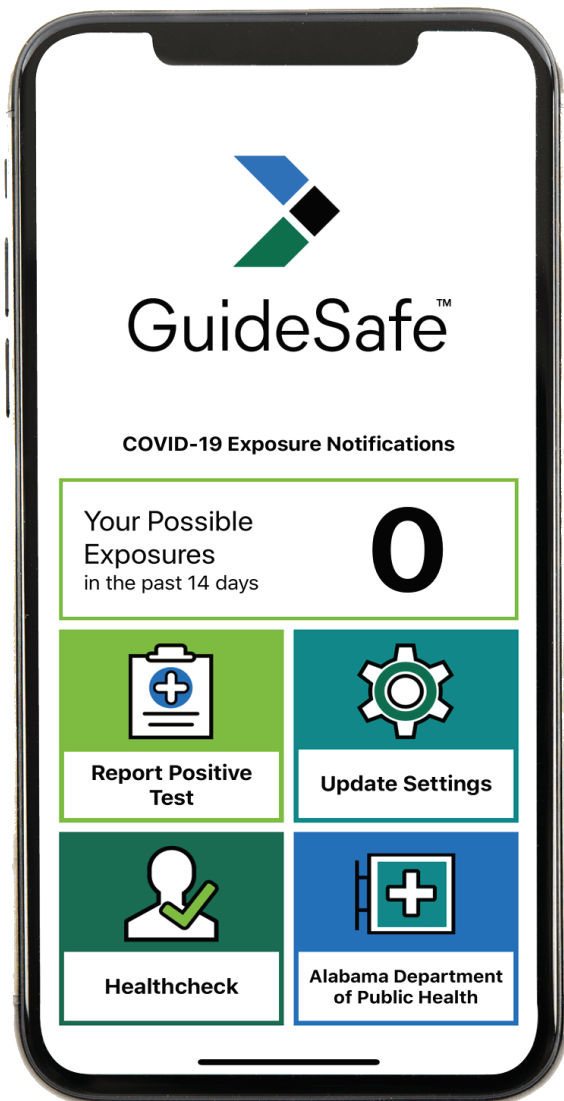 GuideSafe™
COVID-19 Exposure Notifications
Your Possible
Exposures
in the past 14 days
0
Report Positive
Test
Update Settings
Healthcheck
Alabama Department
of Public Health